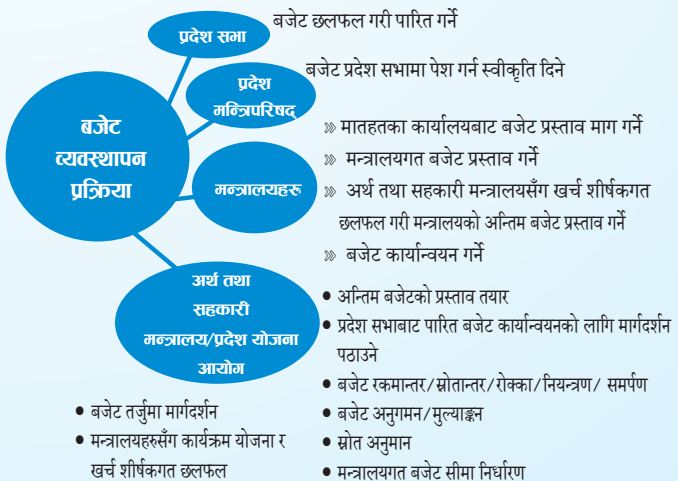 बजेट छलफल गरी पारित गर्ने
प्रदेश सभा
बजेट प्रदेश सभामा पेश गर्न स्वीकृति दिने
प्रदेश
मन्त्रिपरिषद्
बजेट
व्यवस्थापन
प्रक्रिया
» मातहतका कार्यालयबाट बजेट प्रस्ताव माग गर्ने
» मन्त्रालयगत बजेट प्रस्ताव गर्ने
» अर्थ तथा सहकारी मन्त्रालयसँग खर्च शीर्षकगत
छलफल गरी मन्त्रालयको अन्तिम बजेट प्रस्ताव गर्ने
» बजेट कार्यान्वयन गर्ने
मन्त्रालयहरु
अर्थ तथा
सहकारी
मन्त्रालय/प्रदेश योजना
आयोग
• अन्तिम बजेटको प्रस्ताव तयार
• प्रदेश सभाबाट पारित बजेट कार्यान्वयनको लागि मार्गदर्शन
पठाउने
• बजेट रकमान्तर/स्रोतान्तर/रोक्का/नियन्त्रण/ समर्पण
• बजेट अनुगमन/मुल्याङ्कन
• स्रोत अनुमान
• मन्त्रालयगत बजेट सीमा निर्धारण
• बजेट तर्जुमा मार्गदर्शन
• मन्त्रालयहरुसँग कार्यक्रम योजना र
खर्च शीर्षकगत छलफल